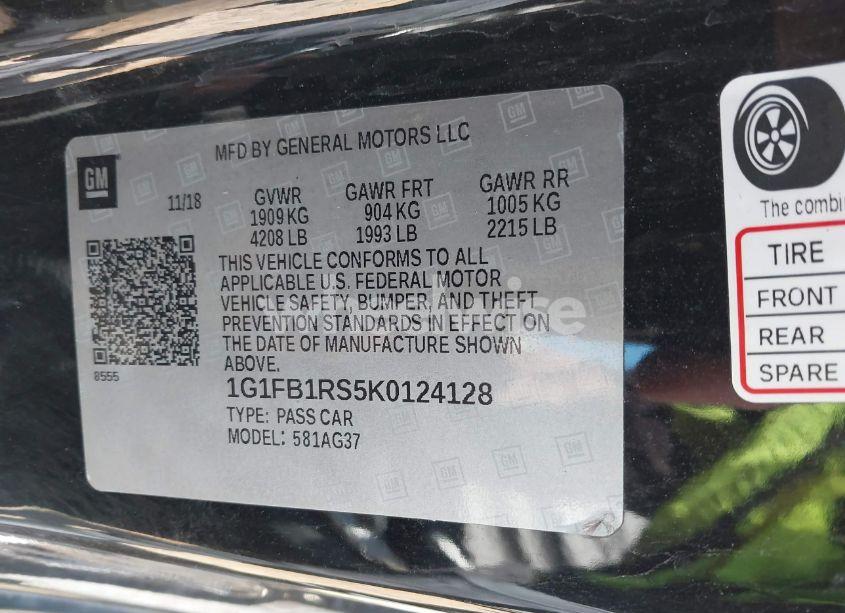 MFD BY GENERAL MOTORS LLC
GM
11/18
GVWR GAWR FRT GAWR RR
1909 KG 904 KG 1005 KG
4208 LB 1993 LB 2215 LB
THIS VEHICLE CONFORMS TO ALL
APPLICABLE U.S. FEDERAL MOTOR
VEHICLE SAFETY, BUMPER, AND THEFT
PREVENTION STANDARDS IN EFFECT ON
THE DATE OF MANUFACTURE SHOWN
ABOVE.
8555
1G1FB1RS5K0124128
TYPE: PASS CAR
MODEL: 581AG37
The combin
TIRE
FRONT
REAR
SPARE